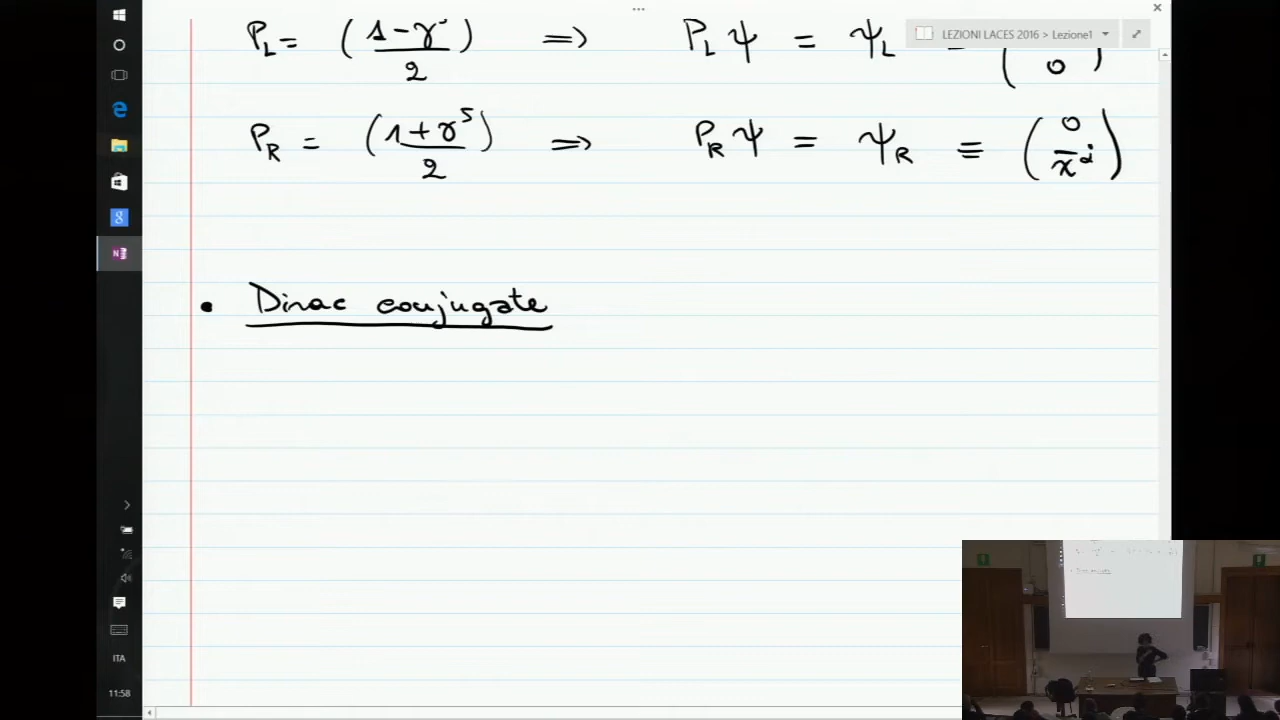 LEZIONI LACES 2016 > Lezione1
P_L = (1-γ)/2 ⟹ P_L ψ = ψ_L = ( 0 )
P_R = (1+γ^5)/2 ⟹ P_R ψ = ψ_R ≡ ( 0 χ̄^α̇ )
• Dirac conjugate
ITA
11:58